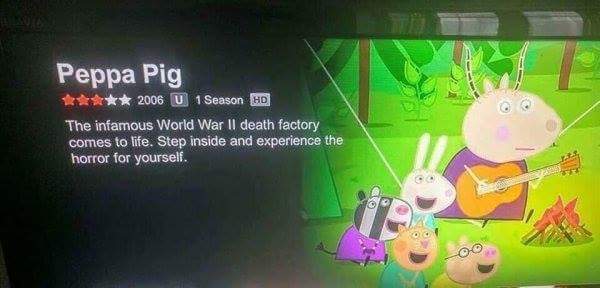 Peppa Pig
2006 U 1 Season HD
The infamous World War II death factory
comes to life. Step inside and experience the
horror for yourself.